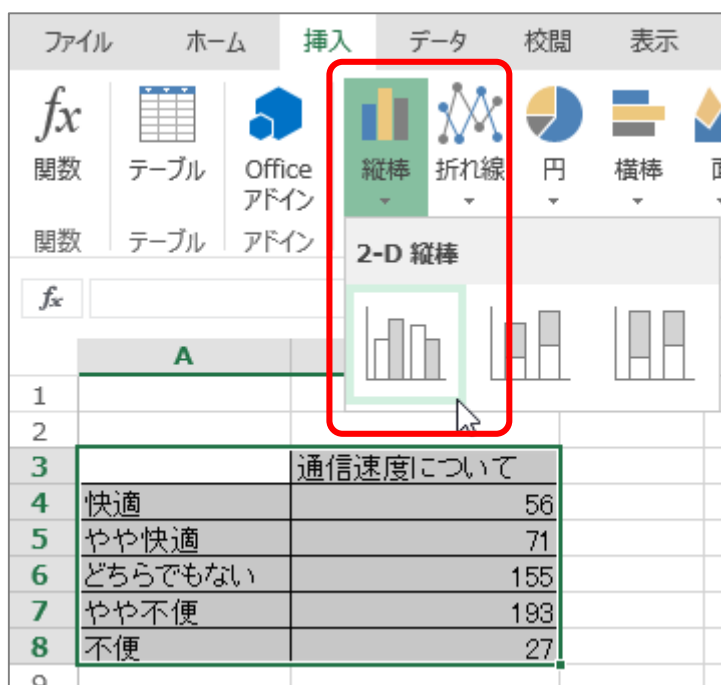 ファイル ホーム 挿入 データ 校閲 表示
fx
関数 テーブル Office アドイン 縦棒 折れ線 円 横棒
関数 テーブル アドイン
2-D 縦棒
fx
A
1
2
3 通信速度について
4 快適 56
5 やや快適 71
6 どちらでもない 155
7 やや不便 193
8 不便 27